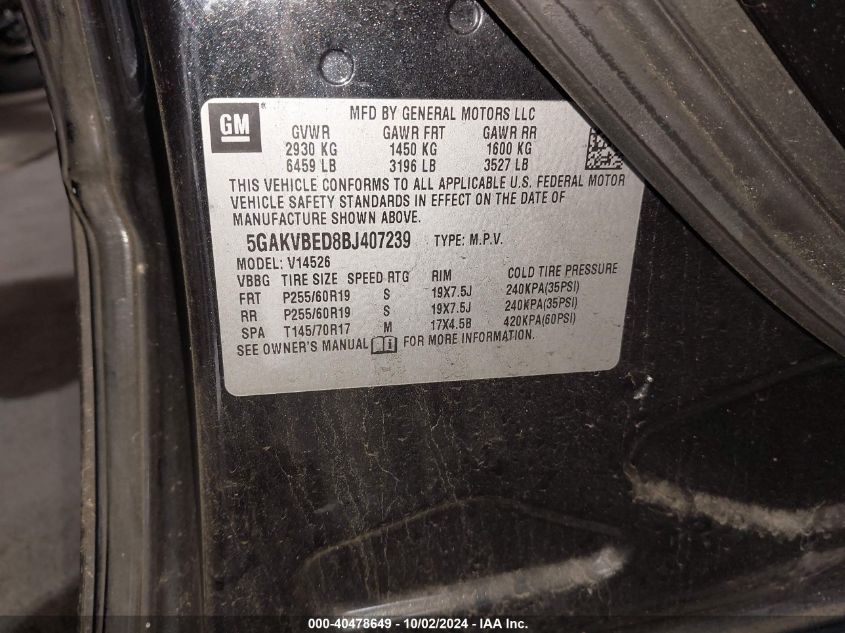 GM ® MFD BY GENERAL MOTORS LLC
GVWR GAWR FRT GAWR RR
2930 KG 1450 KG 1600 KG
6459 LB 3196 LB 3527 LB
THIS VEHICLE CONFORMS TO ALL APPLICABLE U.S. FEDERAL MOTOR
VEHICLE SAFETY STANDARDS IN EFFECT ON THE DATE OF
MANUFACTURE SHOWN ABOVE.
5GAKVBED8BJ407239 TYPE: M.P.V.
MODEL: V14526
VBBG TIRE SIZE SPEED RTG RIM COLD TIRE PRESSURE
FRT P255/60R19 S 19X7.5J 240KPA(35PSI)
RR P255/60R19 S 19X7.5J 240KPA(35PSI)
SPA T145/70R17 M 17X4.5B 420KPA(60PSI)
SEE OWNER'S MANUAL i FOR MORE INFORMATION.
000-40478649 - 10/02/2024 - IAA Inc.